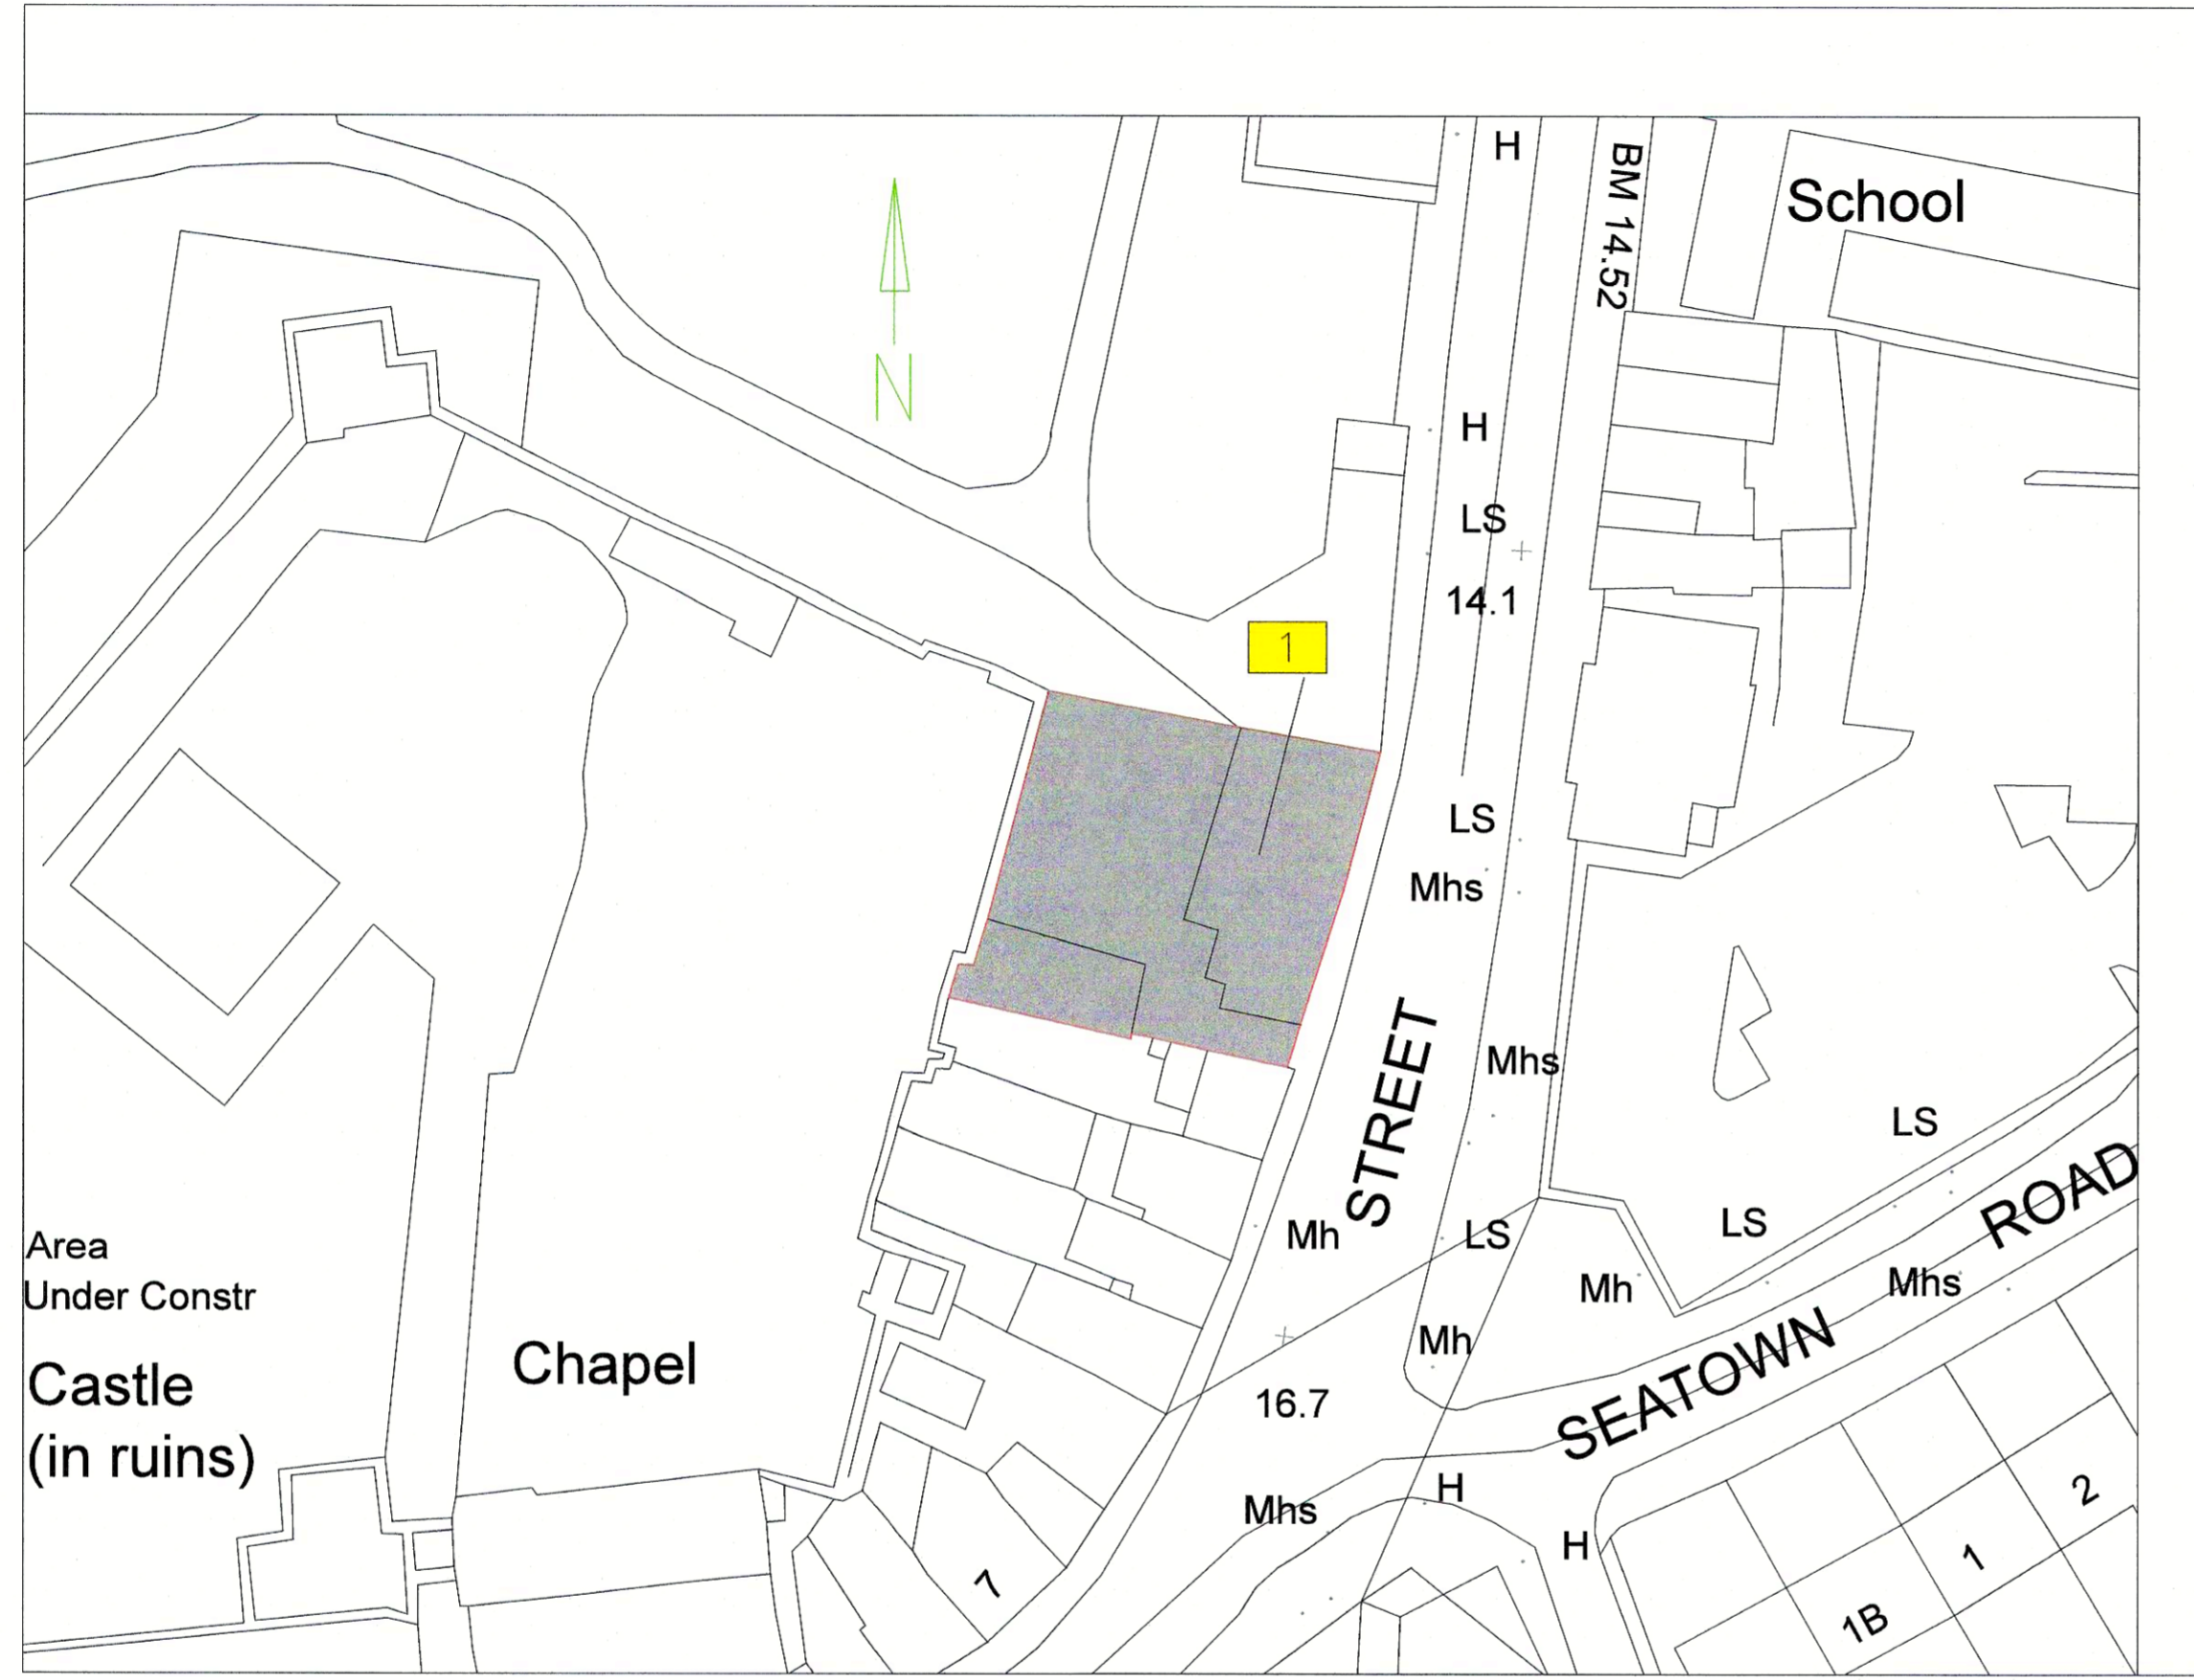 H
BM 14.52
School
N
H
LS
14.1
1
LS
Mhs
STREET
Mhs
LS
ROAD
Area
Under Constr
Mh
LS
LS
Mh
Mhs
Castle
(in ruins)
Chapel
Mh
16.7
SEATOWN
Mhs
H
H
7
2
1
1B